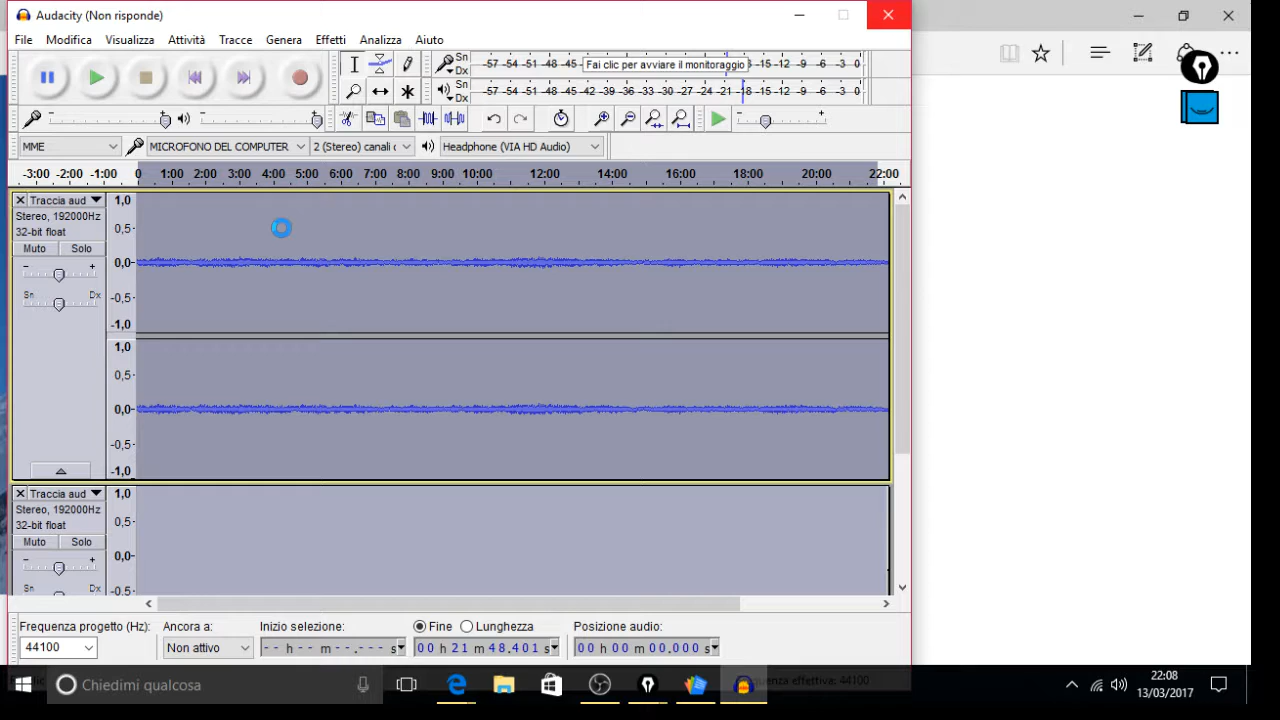 Audacity (Non risponde)
File Modifica Visualizza Attività Tracce Genera Effetti Analizza Aiuto
Sn -57 -54 -51 -48 -45 Fai clic per avviare il monitoraggio -18 -15 -12 -9 -6 -3 0
Dx
Sn -57 -54 -51 -48 -45 -42 -39 -36 -33 -30 -27 -24 -21 -18 -15 -12 -9 -6 -3 0
Dx
MME MICROFONO DEL COMPUTER 2 (Stereo) canali Headphone (VIA HD Audio)
-3:00 -2:00 -1:00 0 1:00 2:00 3:00 4:00 5:00 6:00 7:00 8:00 9:00 10:00 12:00 14:00 16:00 18:00 20:00 22:00
Traccia aud 1,0
Stereo, 192000Hz 0,5
32-bit float
Muto Solo 0,0
- +
Sn Dx -0,5
-1,0
1,0
0,5
0,0
-0,5
-1,0
Traccia aud 1,0
Stereo, 192000Hz 0,5
32-bit float
Muto Solo 0,0
- +
Sn Dx -0.5
Frequenza progetto (Hz): Ancora a: Inizio selezione: Fine Lunghezza Posizione audio:
44100 Non attivo -- h -- m --.--- s 00 h 21 m 48.401 s 00 h 00 m 00.000 s
Chiedimi qualcosa
quenza effettiva: 44100
22:08
13/03/2017